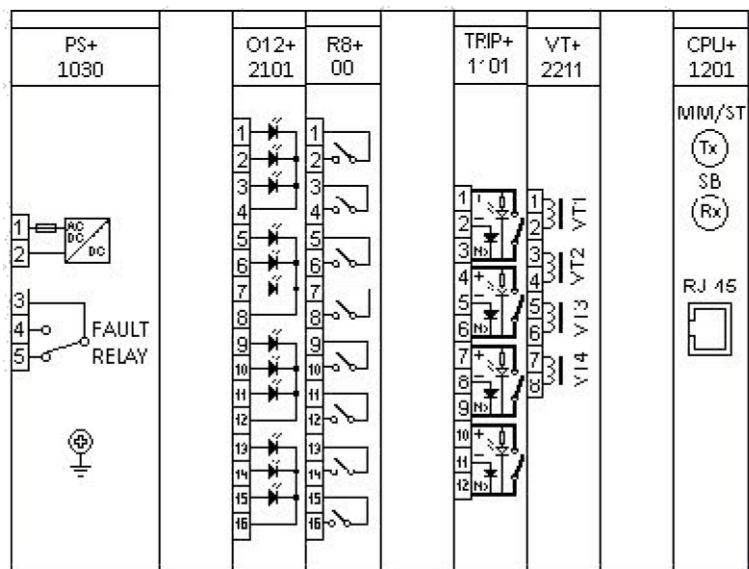 PS+
1030
O12+
2101
R8+
00
TRIP+
1101
VT+
2211
CPU+
1201
MM/ST
Tx
SB
Rx
RJ 45
1
2
AC
DC
DC
3
4
5
FAULT
RELAY
1
2
3
4
5
6
7
8
9
10
11
12
13
14
15
16
1
2
3
4
5
6
7
8
9
10
11
12
13
14
15
16
1
2
3
+
-
N>
4
5
6
+
-
N>
7
8
9
+
-
N>
10
11
12
+
-
N>
1
2
3
4
5
6
7
8
VT1
VT2
VT3
VT4